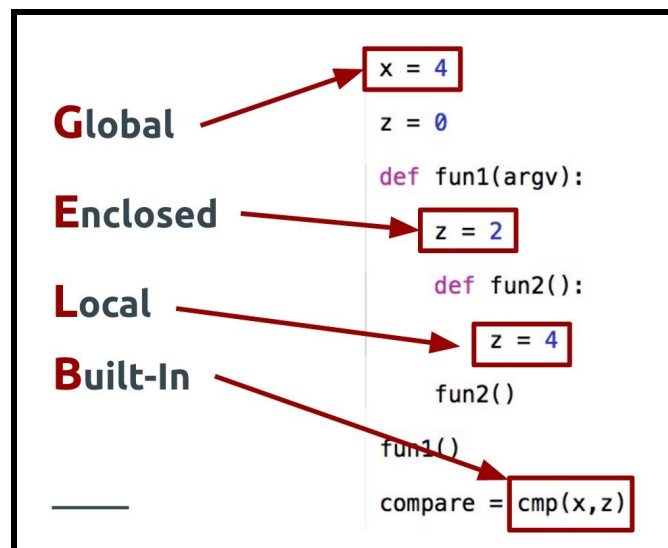 Global
Enclosed
Local
Built-In
x = 4
z = 0
def fun1(argv):
z = 2
def fun2():
z = 4
fun2()
fun1()
compare = cmp(x,z)